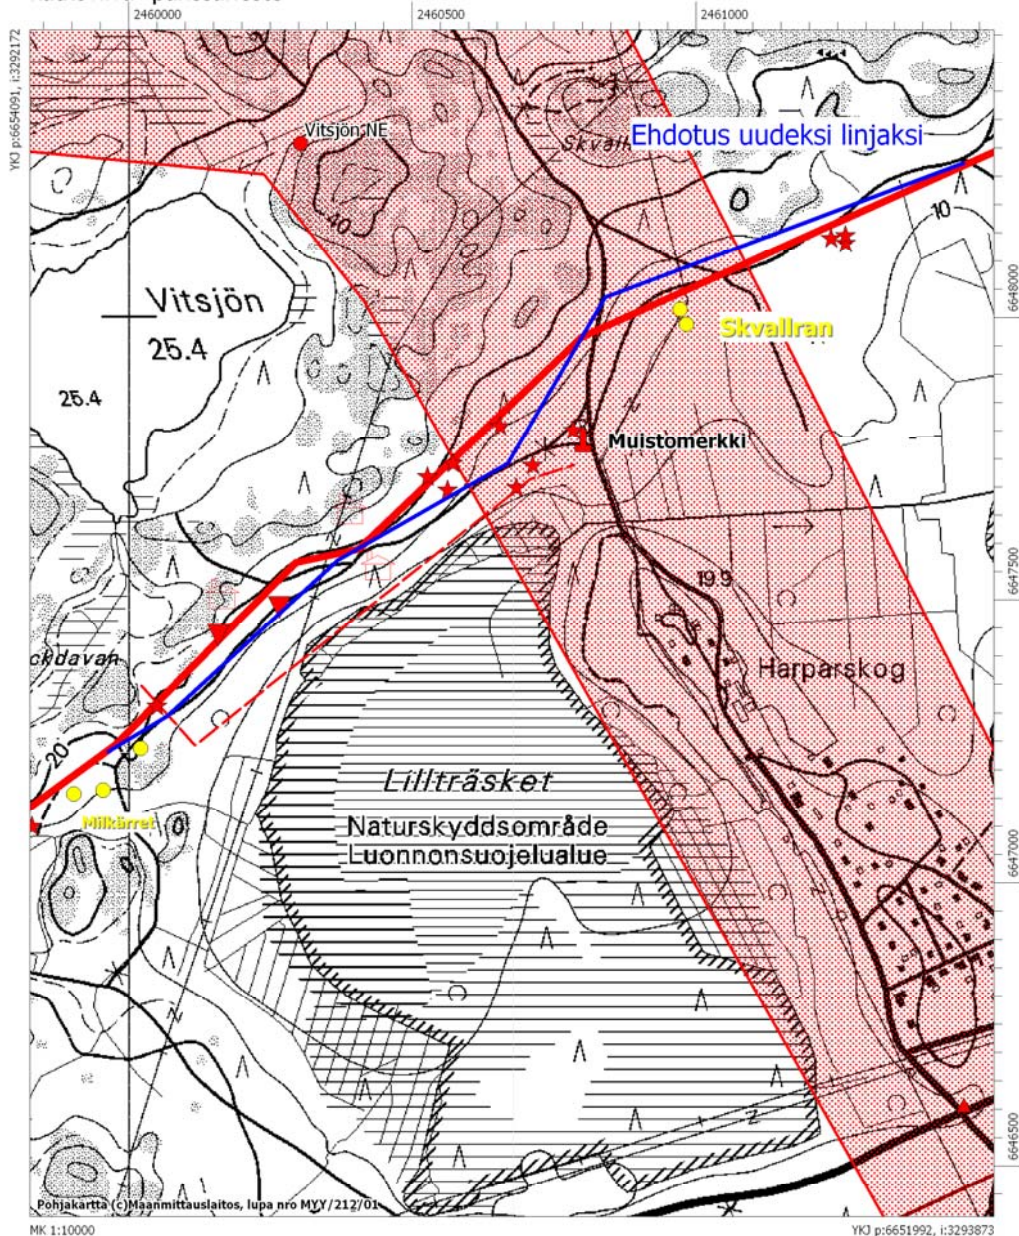 2460000
2460500
2461000
YKJ p:6654091, i:3292172
Vitsjön NE
Ehdotus uudeksi linjaksi
40
10
Vitsjön
25.4
25.4
Skvallran
6648000
Muistomerkki
6647500
19.9
Harparskog
20
Milkärret
Lillträsket
Naturskyddsområde
Luonnonsuojelualue
6647000
6646500
Pohjakartta (c)Maanmittauslaitos, lupa nro MYY/212/01
MK 1:10000
YKJ p:6651992, i:3293873